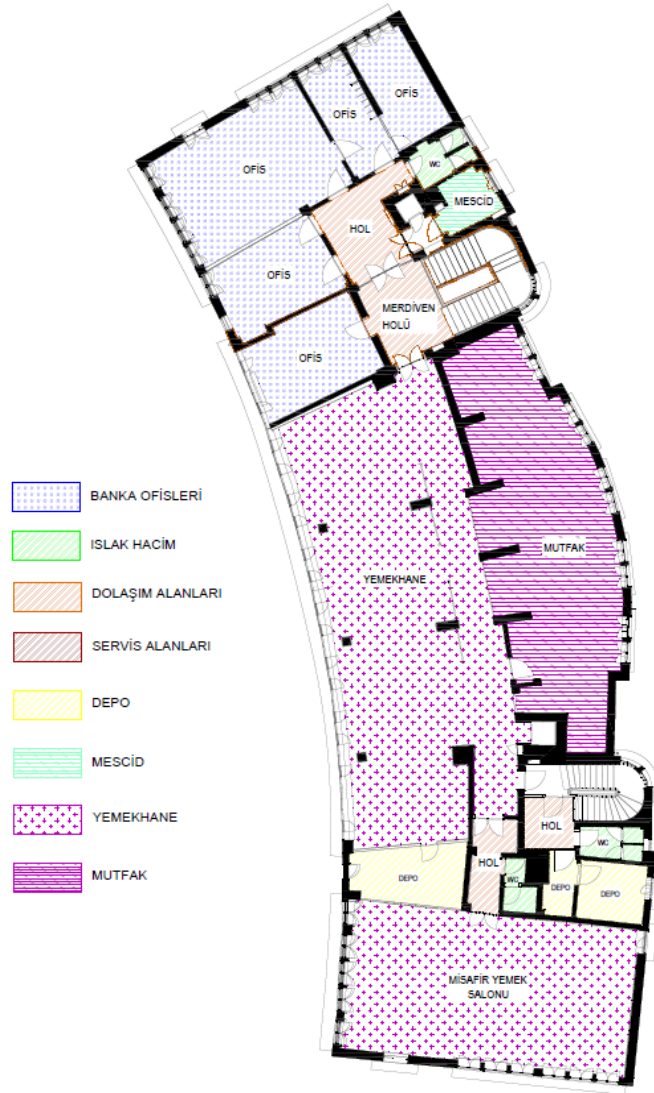 OFİS
OFİS
OFİS
WC
MESCİD
HOL
OFİS
MERDİVEN
HOLÜ
OFİS
BANKA OFİSLERİ
ISLAK HACİM
MUTFAK
YEMEKHANE
DOLAŞIM ALANLARI
SERVİS ALANLARI
DEPO
MESCİD
YEMEKHANE
HOL
WC
MUTFAK
HOL
DEPO
WC
DEPO
DEPO
MİSAFİR YEMEK
SALONU